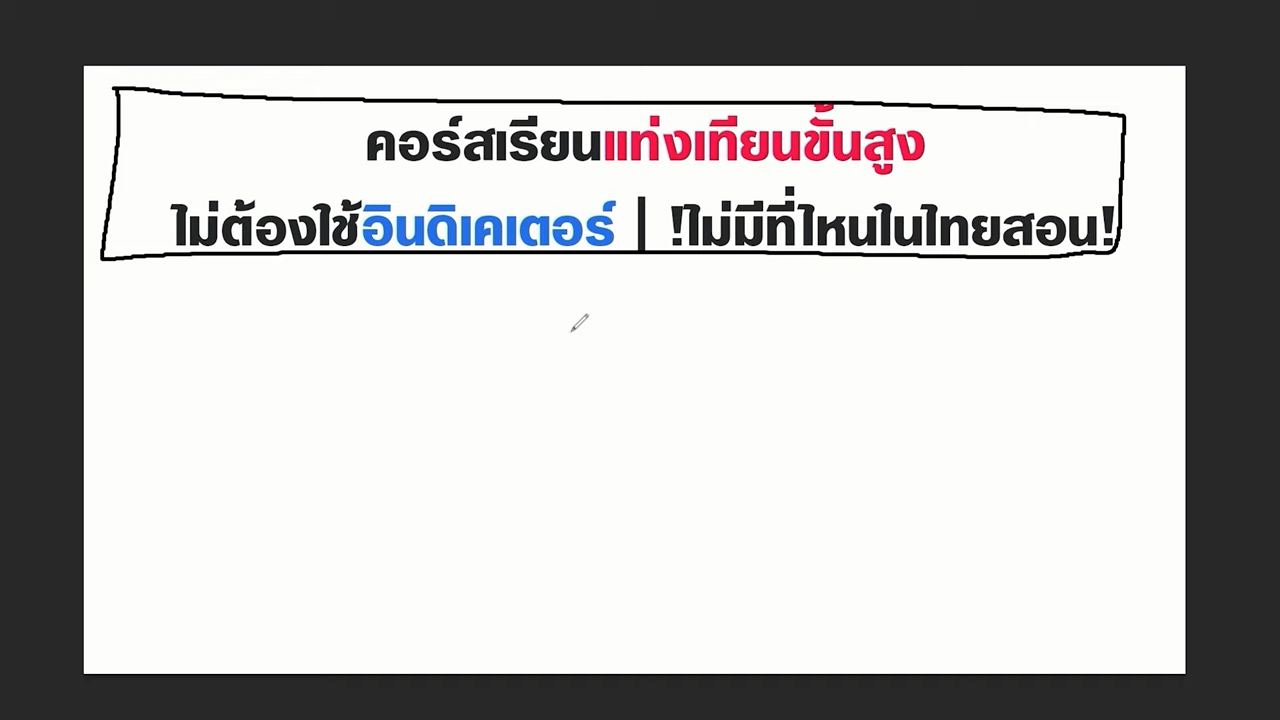 คอร์สเรียนแท่งเทียนขั้นสูง
ไม่ต้องใช้อินดิเคเตอร์ | !ไม่มีที่ไหนในไทยสอน!